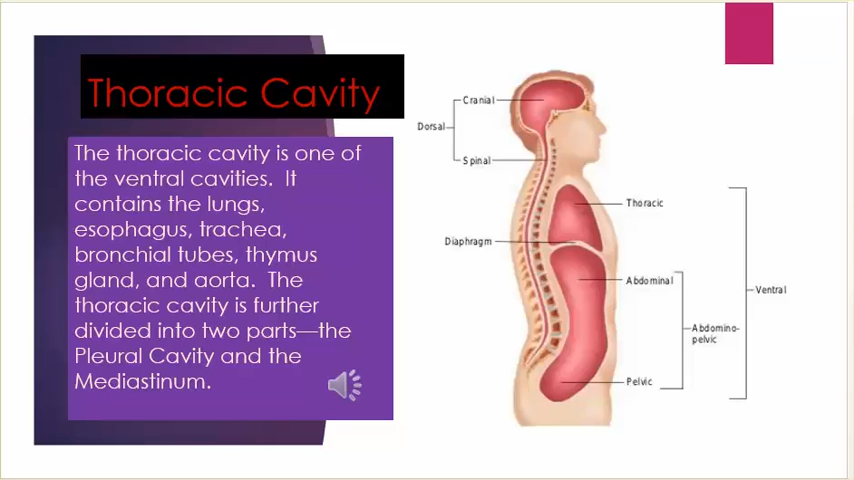 Thoracic Cavity
The thoracic cavity is one of
the ventral cavities. It
contains the lungs,
esophagus, trachea,
bronchial tubes, thymus
gland, and aorta. The
thoracic cavity is further
divided into two parts—the
Pleural Cavity and the
Mediastinum.
Cranial
Dorsal
Spinal
Thoracic
Diaphragm
Abdominal
Ventral
Abdomino-
pelvic
Pelvic